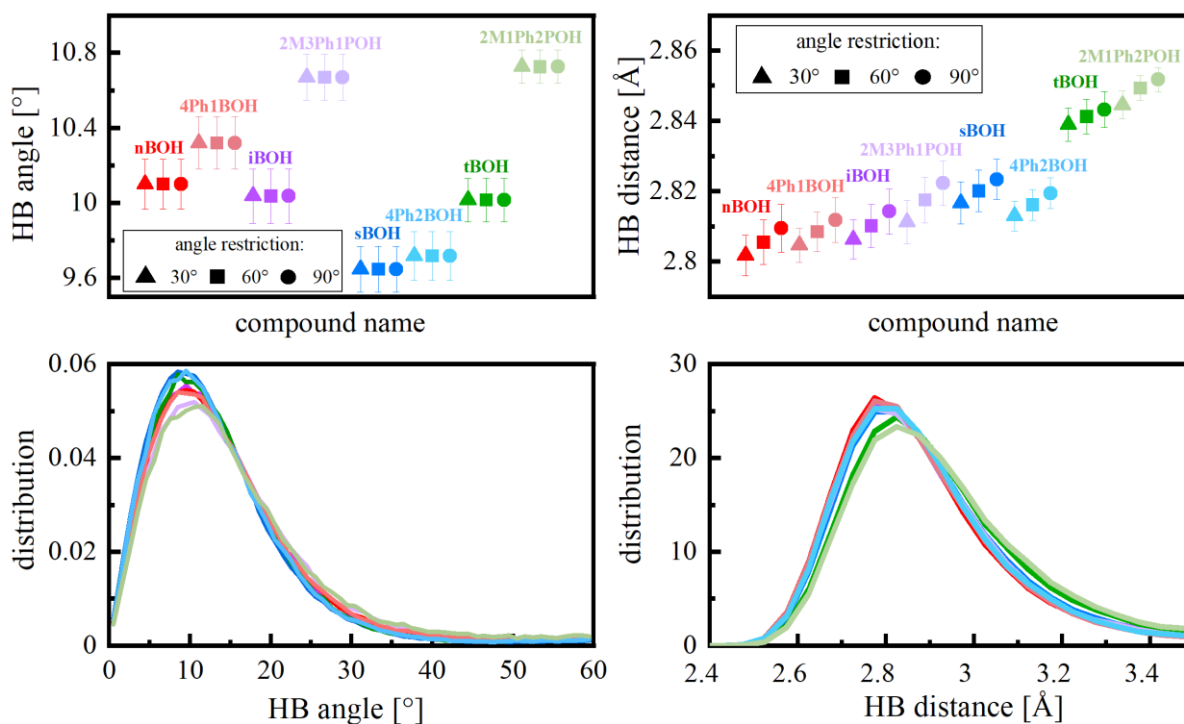 HB angle [°]
10.8
10.4
10
9.6
2M3Ph1POH
2M1Ph2POH
4Ph1BOH
nBOH
iBOH
tBOH
4Ph2BOH
sBOH
angle restriction:
30° 60° 90°
compound name
HB distance [Å]
2.86
2.84
2.82
2.8
angle restriction:
30° 60° 90°
2M1Ph2POH
tBOH
sBOH
2M3Ph1POH
4Ph2BOH
iBOH
4Ph1BOH
nBOH
compound name
distribution
0.06
0.04
0.02
0
0 10 20 30 40 50 60
HB angle [°]
distribution
30
20
10
0
2.4 2.6 2.8 3 3.2 3.4
HB distance [Å]